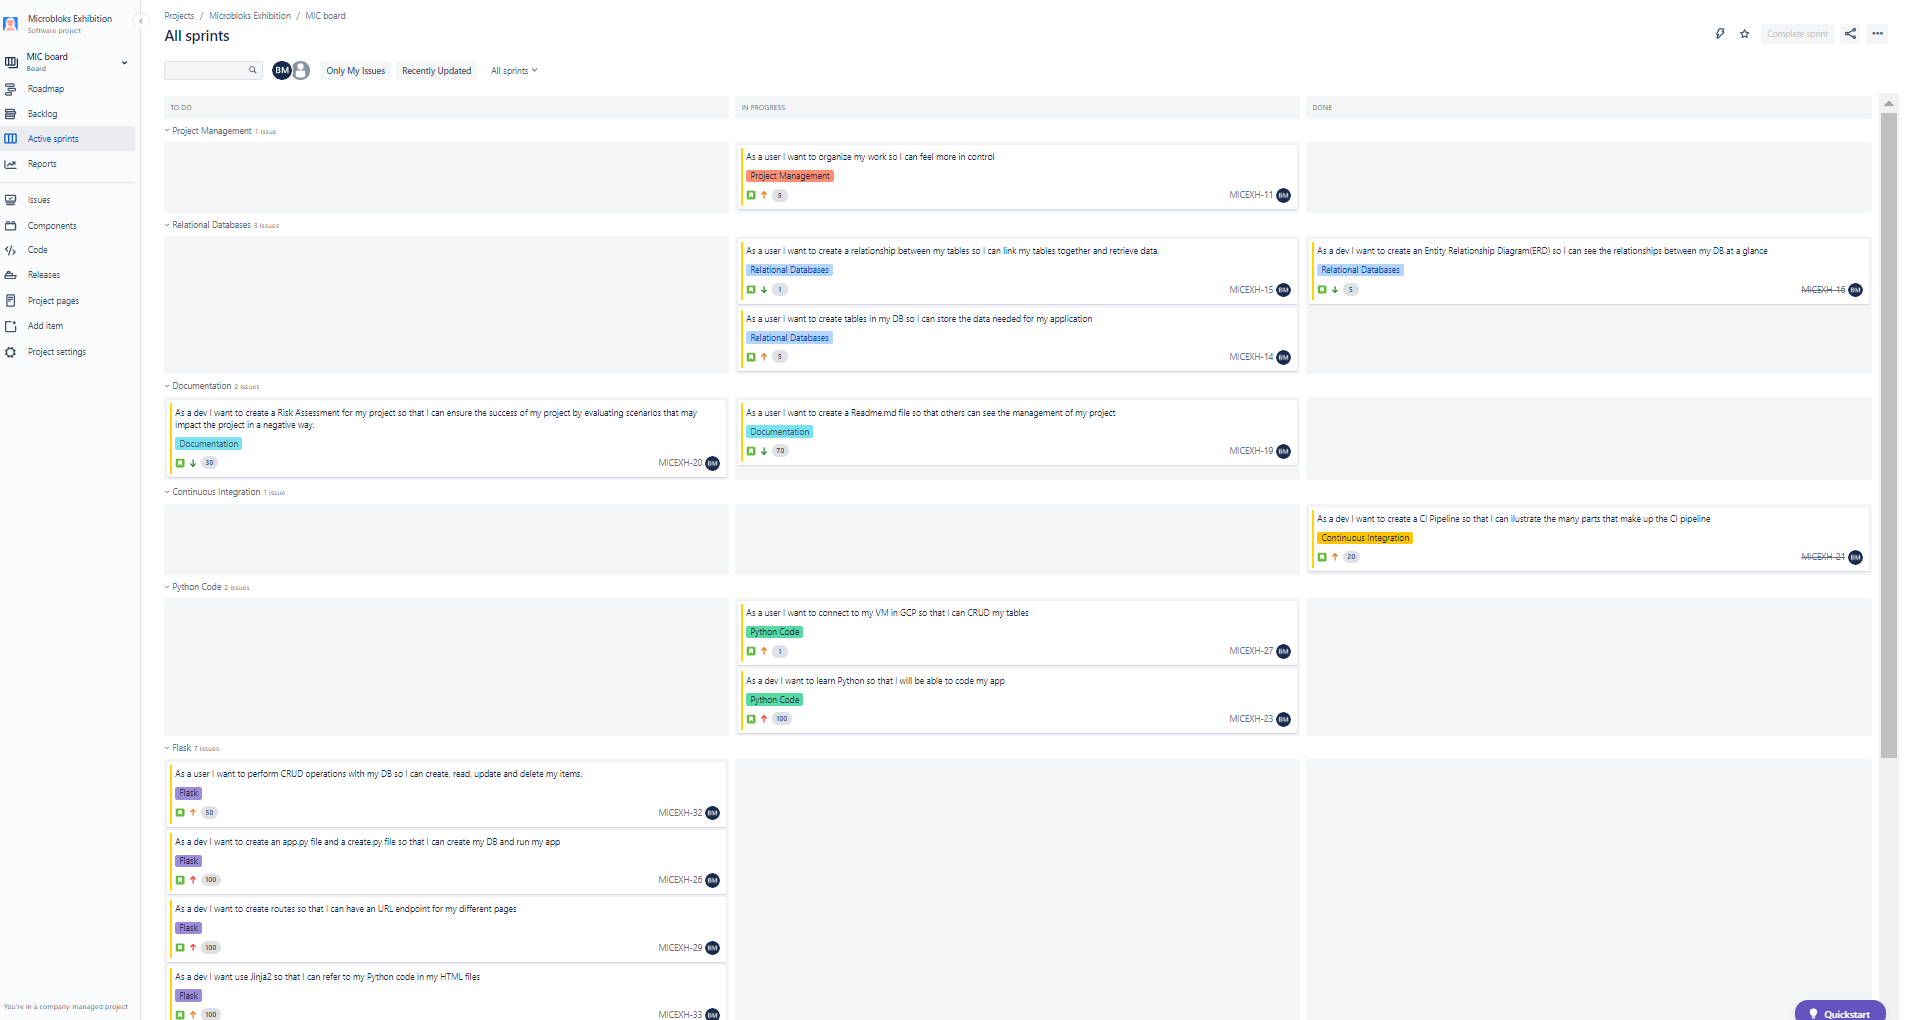 Microbloks Exhibition
Software project
MIC board
Board
Roadmap
Backlog
Active sprints
Reports
Issues
Components
Code
Releases
Project pages
Add item
Project settings
You're in a company-managed project
Projects / Microbloks Exhibition / MIC board
All sprints
Complete sprint
BM
Only My Issues
Recently Updated
All sprints
TO DO
IN PROGRESS
DONE
Project Management 1 issue
As a user I want to organize my work so I can feel more in control
Project Management
5
MICEXH-11 BM
Relational Databases 3 issues
As a user I want to create a relationship between my tables so I can link my tables together and retrieve data.
Relational Databases
1
MICEXH-15 BM
As a user I want to create tables in my DB so I can store the data needed for my application
Relational Databases
5
MICEXH-14 BM
As a dev I want to create an Entity Relationship Diagram(ERD) so I can see the relationships between my DB at a glance
Relational Databases
5
MICEXH-16 BM
Documentation 2 issues
As a dev I want to create a Risk Assessment for my project so that I can ensure the success of my project by evaluating scenarios that may
impact the project in a negative way.
Documentation
30
MICEXH-20 BM
As a user I want to create a Readme.md file so that others can see the management of my project
Documentation
70
MICEXH-19 BM
Continuous Integration 1 issue
As a dev I want to create a CI Pipeline so that I can ilustrate the many parts that make up the CI pipeline
Continuous Integration
20
MICEXH-21 BM
Python Code 2 issues
As a user I want to connect to my VM in GCP so that I can CRUD my tables
Python Code
1
MICEXH-27 BM
As a dev I want to learn Python so that I will be able to code my app
Python Code
100
MICEXH-23 BM
Flask 7 issues
As a user I want to perform CRUD operations with my DB so I can create, read, update and delete my items.
Flask
50
MICEXH-32 BM
As a dev I want to create an app.py file and a create.py file so that I can create my DB and run my app
Flask
100
MICEXH-26 BM
As a dev I want to create routes so that I can have an URL endpoint for my different pages
Flask
100
MICEXH-29 BM
As a dev I want use Jinja2 so that I can refer to my Python code in my HTML files
Flask
100
MICEXH-33 BM
Quickstart